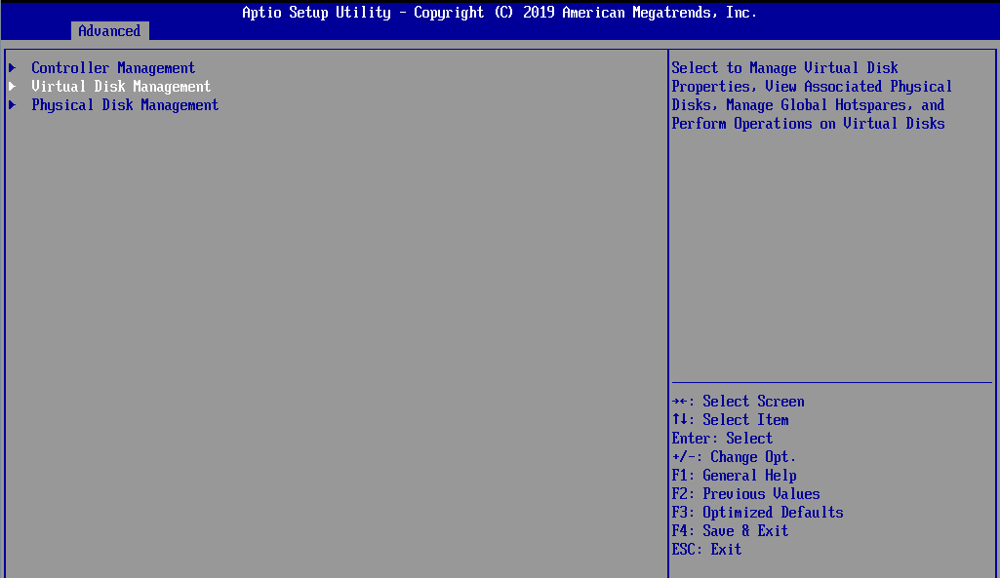 Aptio Setup Utility - Copyright (C) 2019 American Megatrends, Inc.
Advanced
Controller Management
Virtual Disk Management
Physical Disk Management
Select to Manage Virtual Disk
Properties, View Associated Physical
Disks, Manage Global Hotspares, and
Perform Operations on Virtual Disks
→←: Select Screen
↑↓: Select Item
Enter: Select
+/-: Change Opt.
F1: General Help
F2: Previous Values
F3: Optimized Defaults
F4: Save & Exit
ESC: Exit